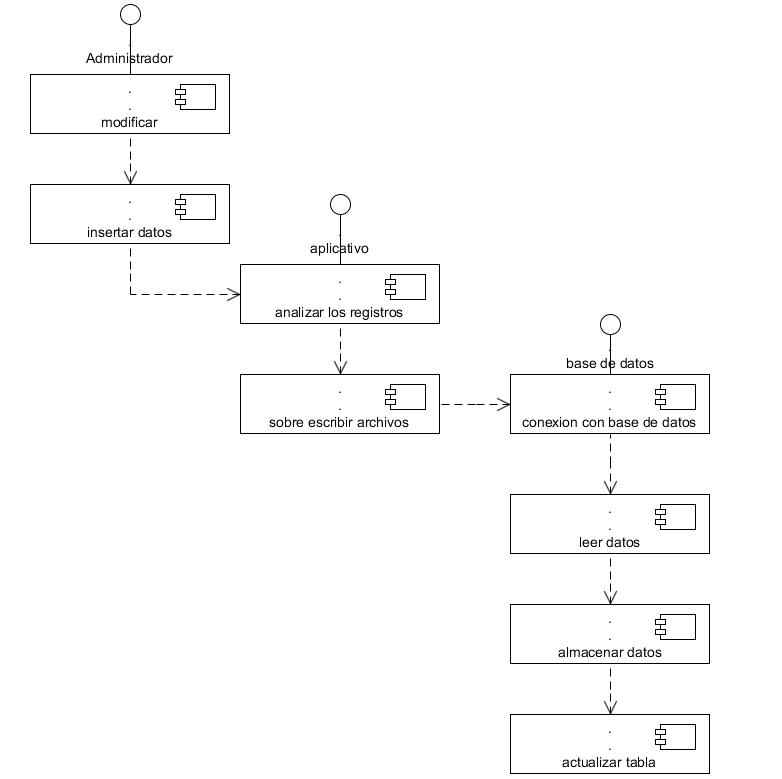 Administrador
modificar
insertar datos
aplicativo
analizar los registros
sobre escribir archivos
base de datos
conexion con base de datos
leer datos
almacenar datos
actualizar tabla